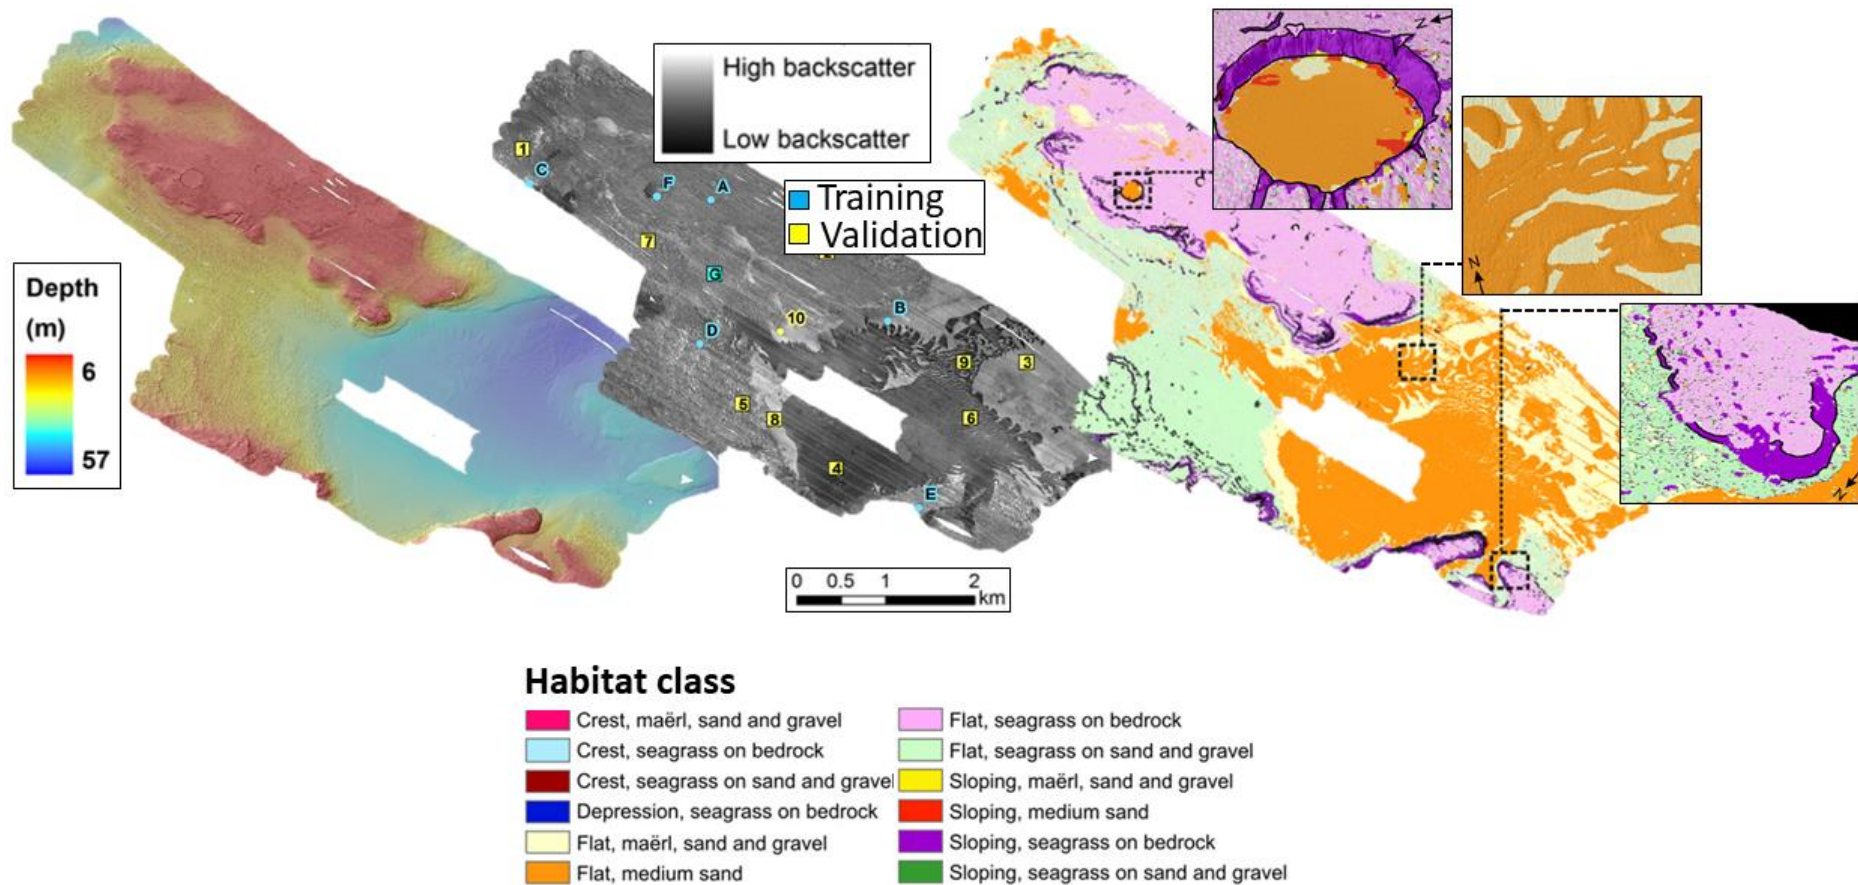 High backscatter
Low backscatter
Training
Validation
Depth
(m)
6
57
1
C
F
A
7
G
10
B
D
9
3
5
8
6
4
E
N
N
N
0 0.5 1 2
km
Habitat class
Crest, maërl, sand and gravel
Crest, seagrass on bedrock
Crest, seagrass on sand and gravel
Depression, seagrass on bedrock
Flat, maërl, sand and gravel
Flat, medium sand
Flat, seagrass on bedrock
Flat, seagrass on sand and gravel
Sloping, maërl, sand and gravel
Sloping, medium sand
Sloping, seagrass on bedrock
Sloping, seagrass on sand and gravel